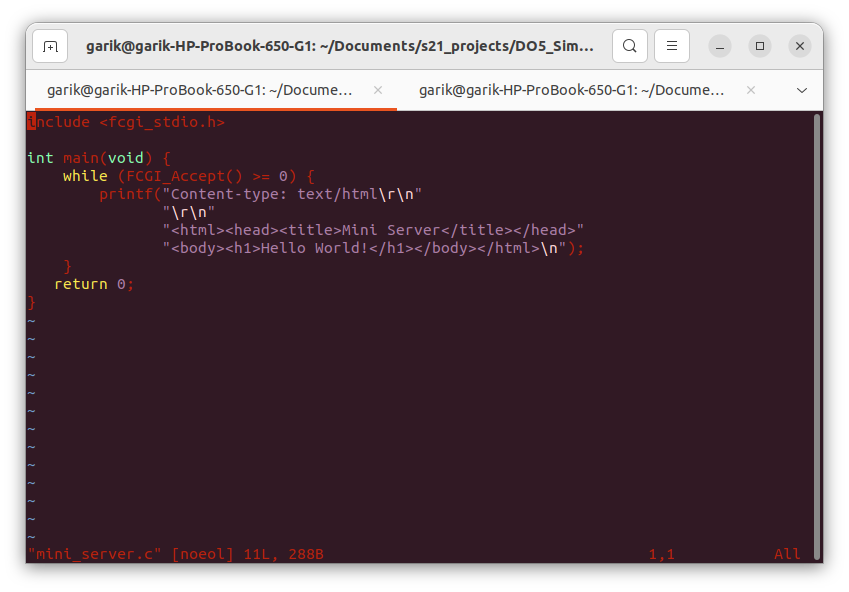 garik@garik-HP-ProBook-650-G1: ~/Documents/s21_projects/DO5_Sim...
garik@garik-HP-ProBook-650-G1: ~/Docume... × garik@garik-HP-ProBook-650-G1: ~/Docume... ×
include <fcgi_stdio.h>

int main(void) {
    while (FCGI_Accept() >= 0) {
        printf("Content-type: text/html\r\n"
               "\r\n"
               "<html><head><title>Mini Server</title></head>"
               "<body><h1>Hello World!</h1></body></html>\n");
    }
   return 0;
}
~
~
~
~
~
~
~
~
~
~
~
~
~
"mini_server.c" [noeol] 11L, 288B 1,1 All